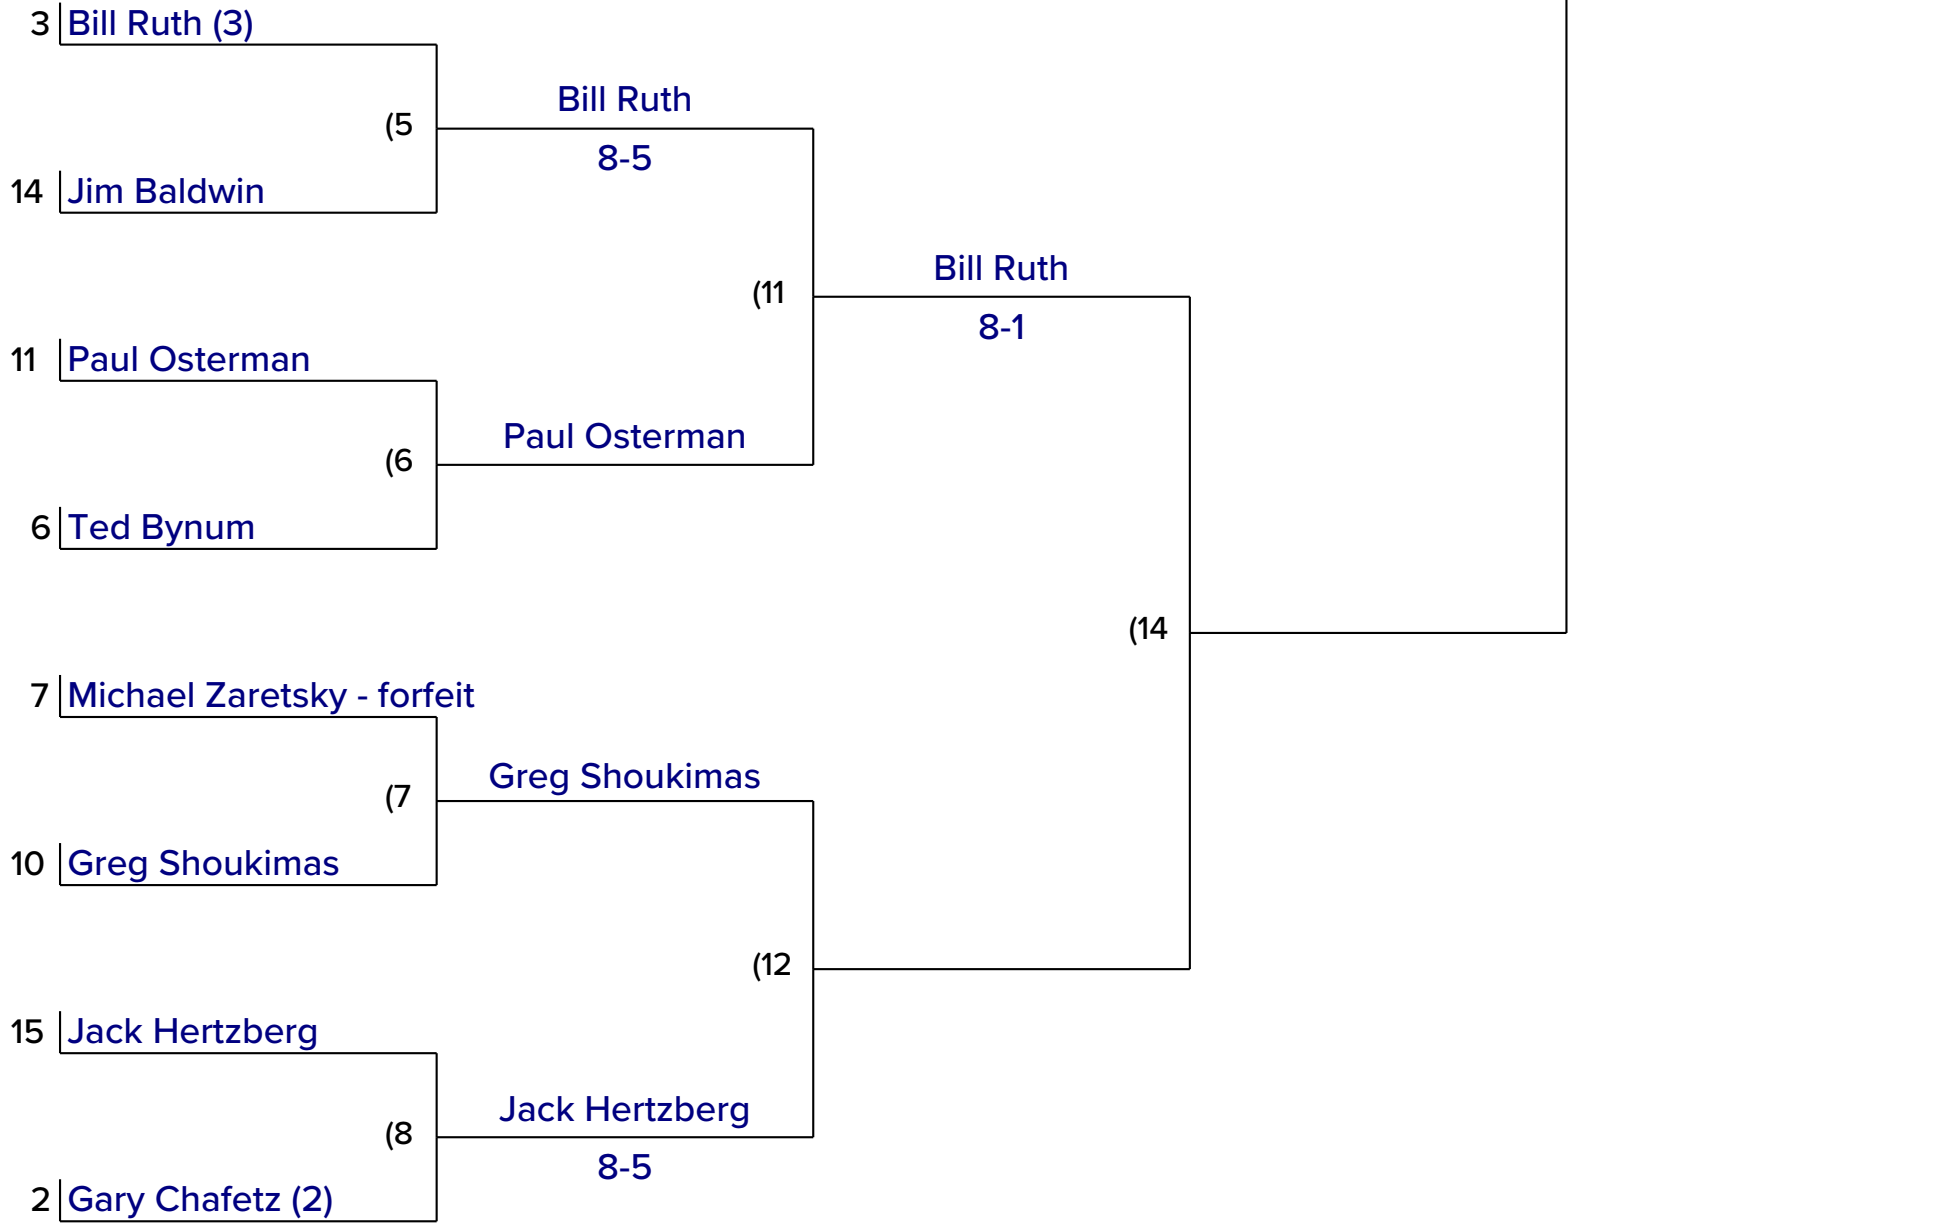 3 Bill Ruth (3)
Bill Ruth
(5
8-5
14 Jim Baldwin
Bill Ruth
(11
8-1
11 Paul Osterman
Paul Osterman
(6
6 Ted Bynum
(14
7 Michael Zaretsky - forfeit
Greg Shoukimas
(7
10 Greg Shoukimas
(12
15 Jack Hertzberg
Jack Hertzberg
(8
8-5
2 Gary Chafetz (2)